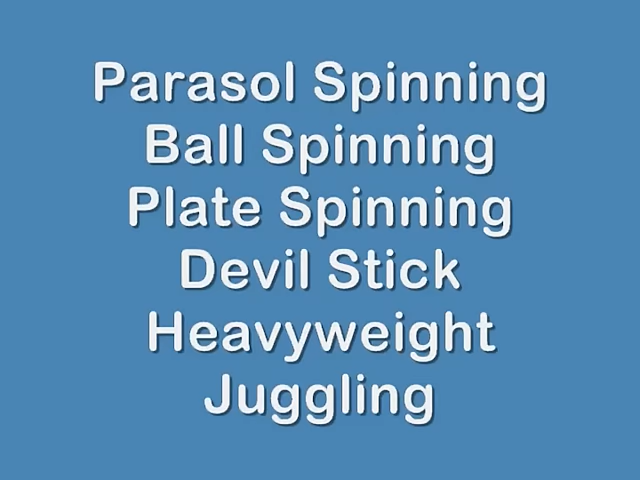 Parasol Spinning
Ball Spinning
Plate Spinning
Devil Stick
Heavyweight
Juggling